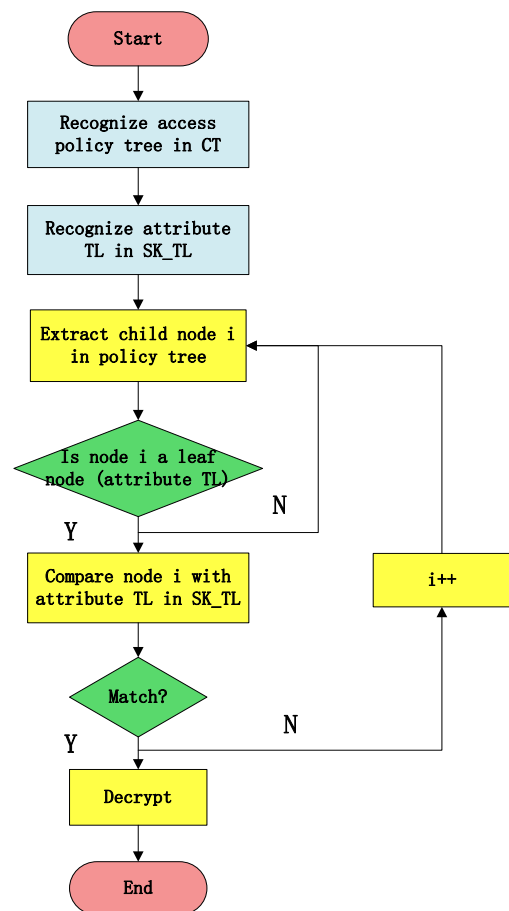 Start
Recognize access
policy tree in CT
Recognize attribute
TL in SK_TL
Extract child node i
in policy tree
Is node i a leaf
node (attribute TL)
N
Y
Compare node i with
attribute TL in SK_TL
i++
Match?
N
Y
Decrypt
End